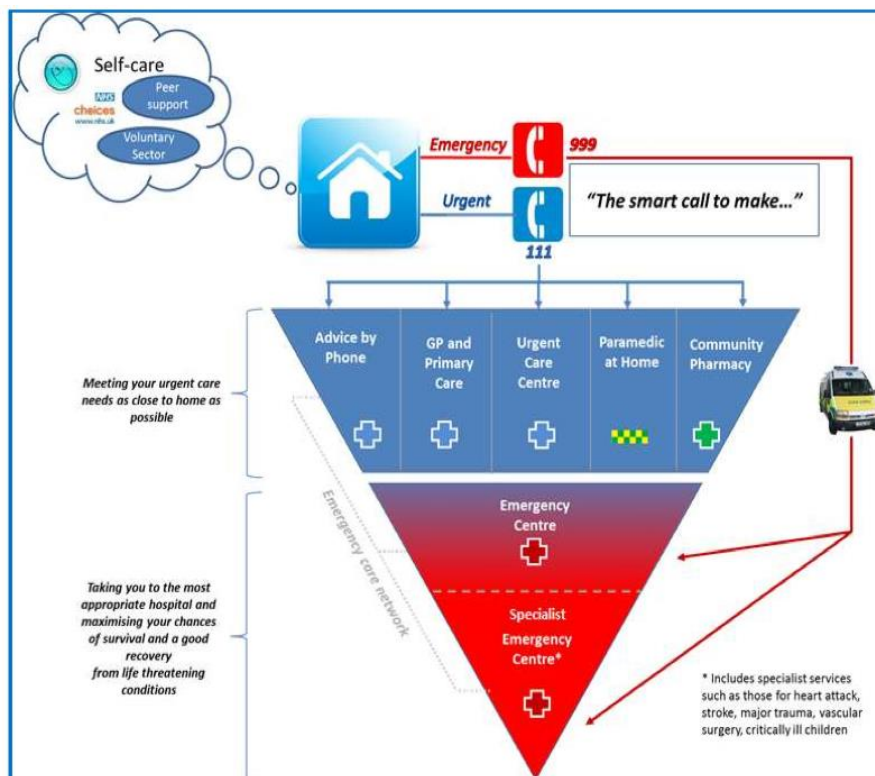 Self-care
Peer
support
NHS
choices
www.nhs.uk
Voluntary
Sector
Emergency
999
Urgent
111
“The smart call to make...”
Advice by
Phone
GP and
Primary
Care
Urgent
Care
Centre
Paramedic
at Home
Community
Pharmacy
Meeting your urgent care
needs as close to home as
possible
Emergency care network
Emergency
Centre
Taking you to the most
appropriate hospital and
maximising your chances
of survival and a good
recovery
from life threatening
conditions
Specialist
Emergency
Centre*
* Includes specialist services
such as those for heart attack,
stroke, major trauma, vascular
surgery, critically ill children